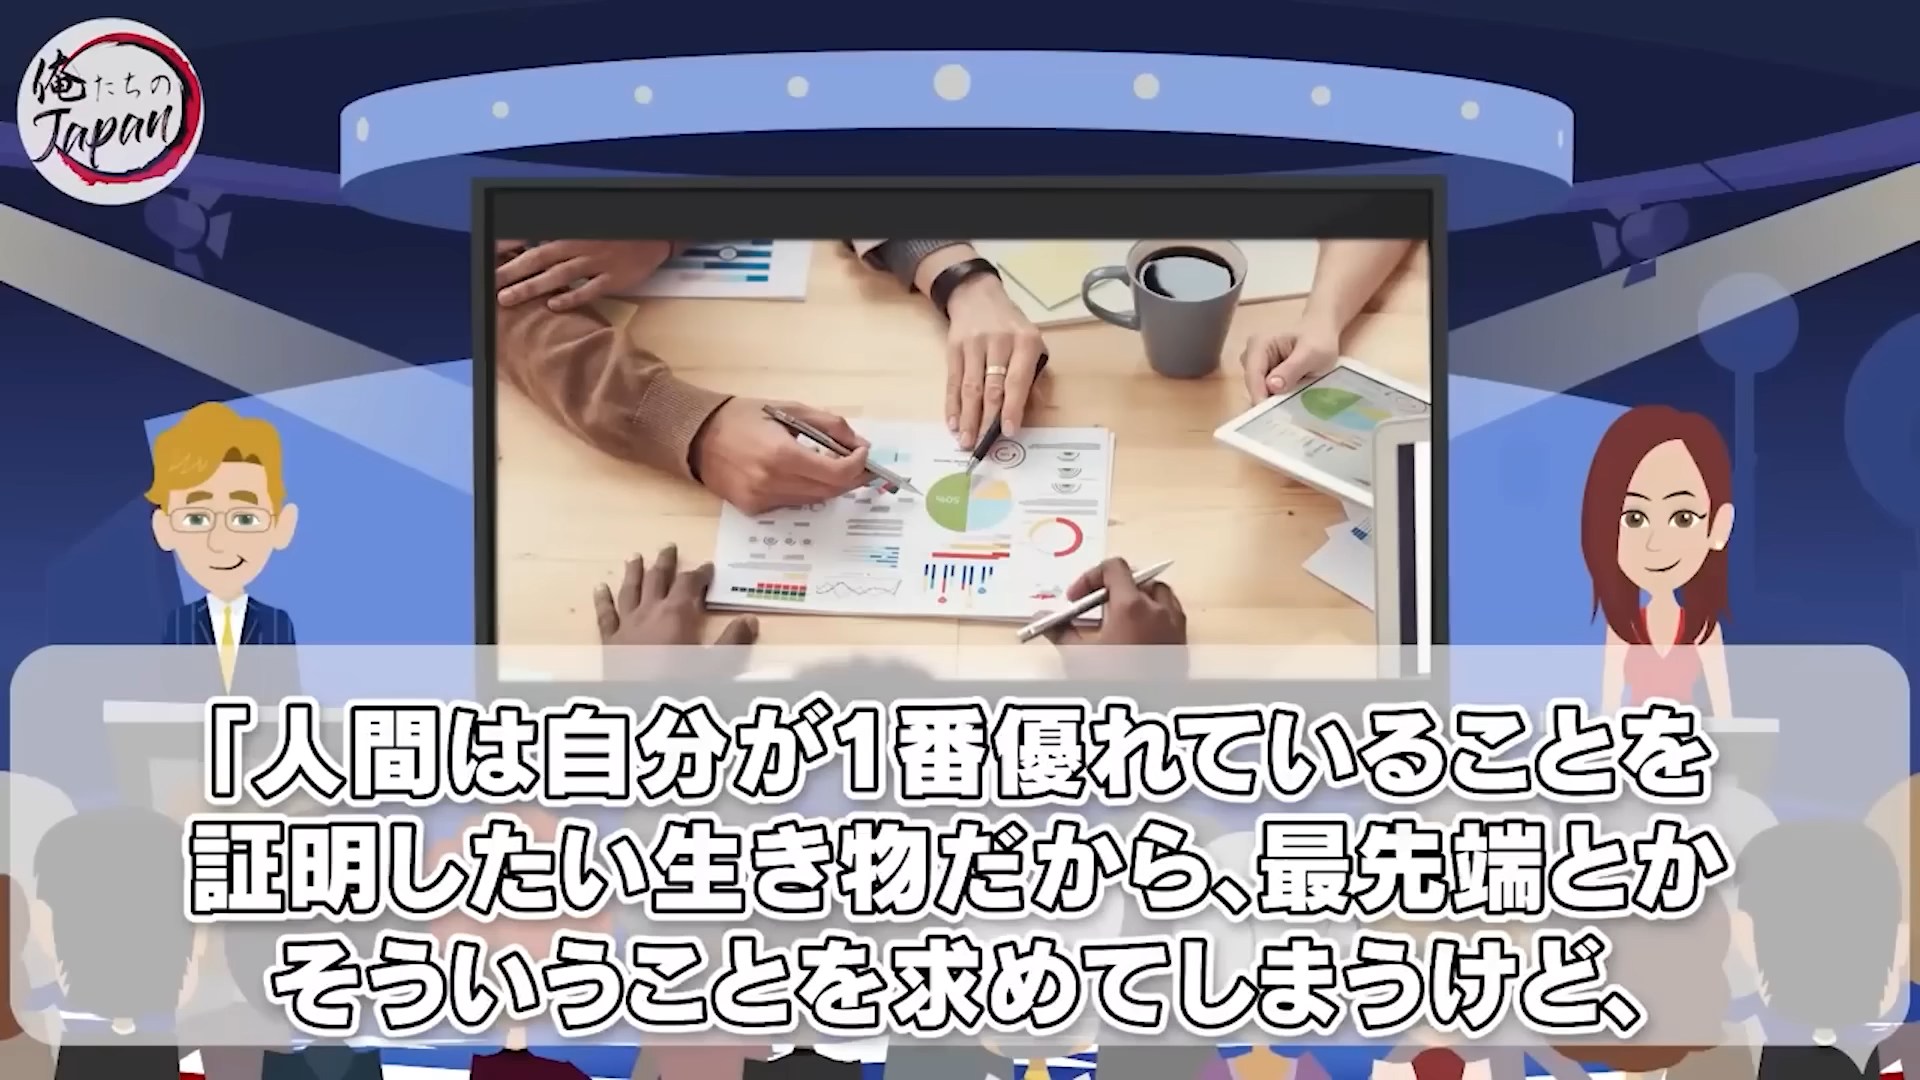 俺たちの
Japan
50%
「人間は自分が1番優れていることを
証明したい生き物だから、最先端とか
そういうことを求めてしまうけど、